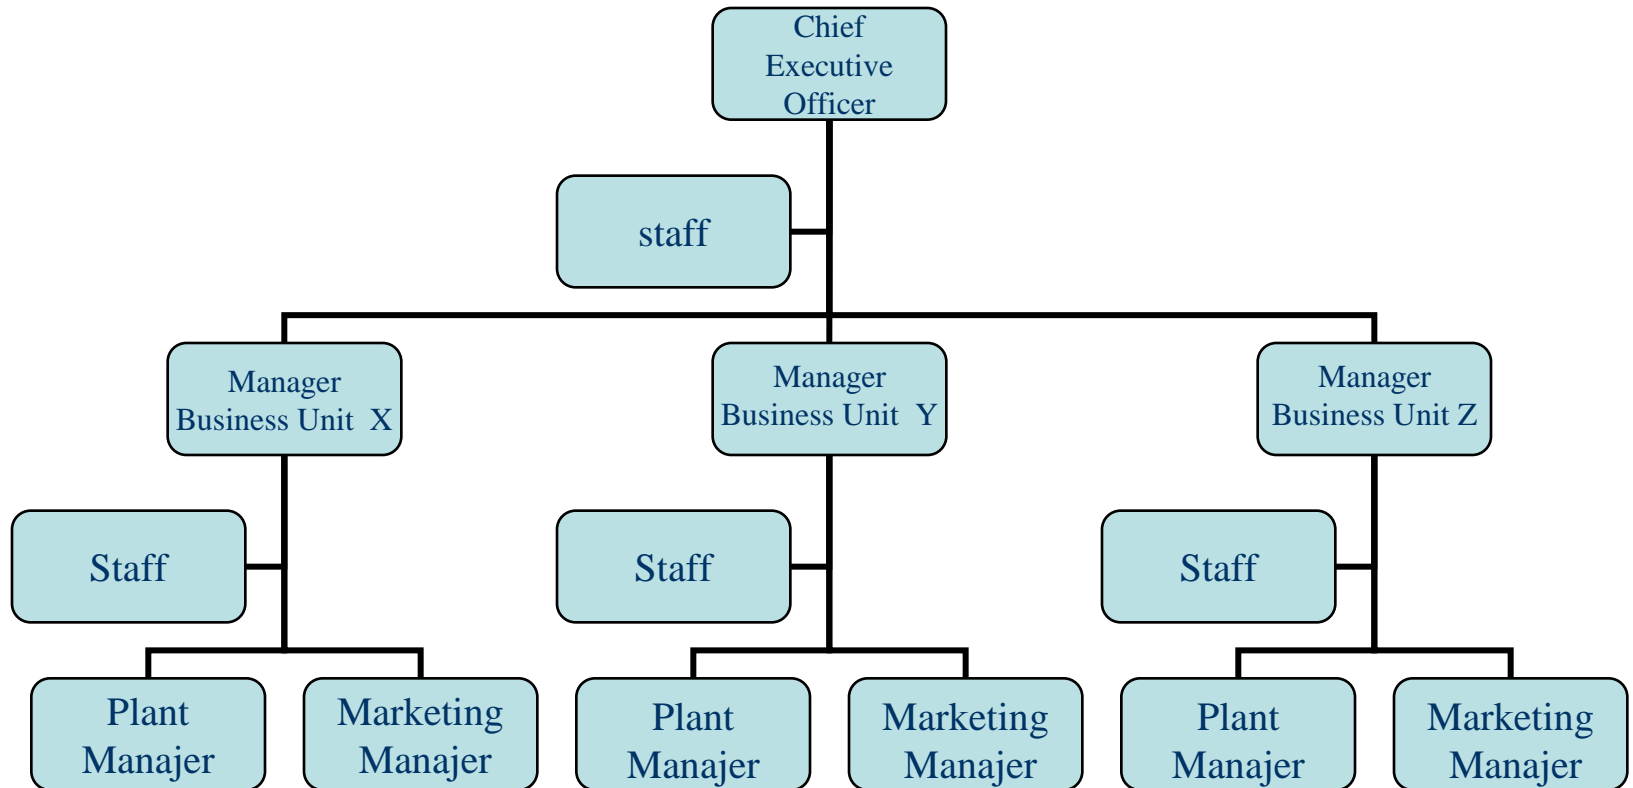 Chief
Executive
Officer
staff
Manager
Business Unit  X
Manager
Business Unit  Y
Manager
Business Unit Z
Staff
Staff
Staff
Plant
Manajer
Marketing
Manajer
Plant
Manajer
Marketing
Manajer
Plant
Manajer
Marketing
Manajer